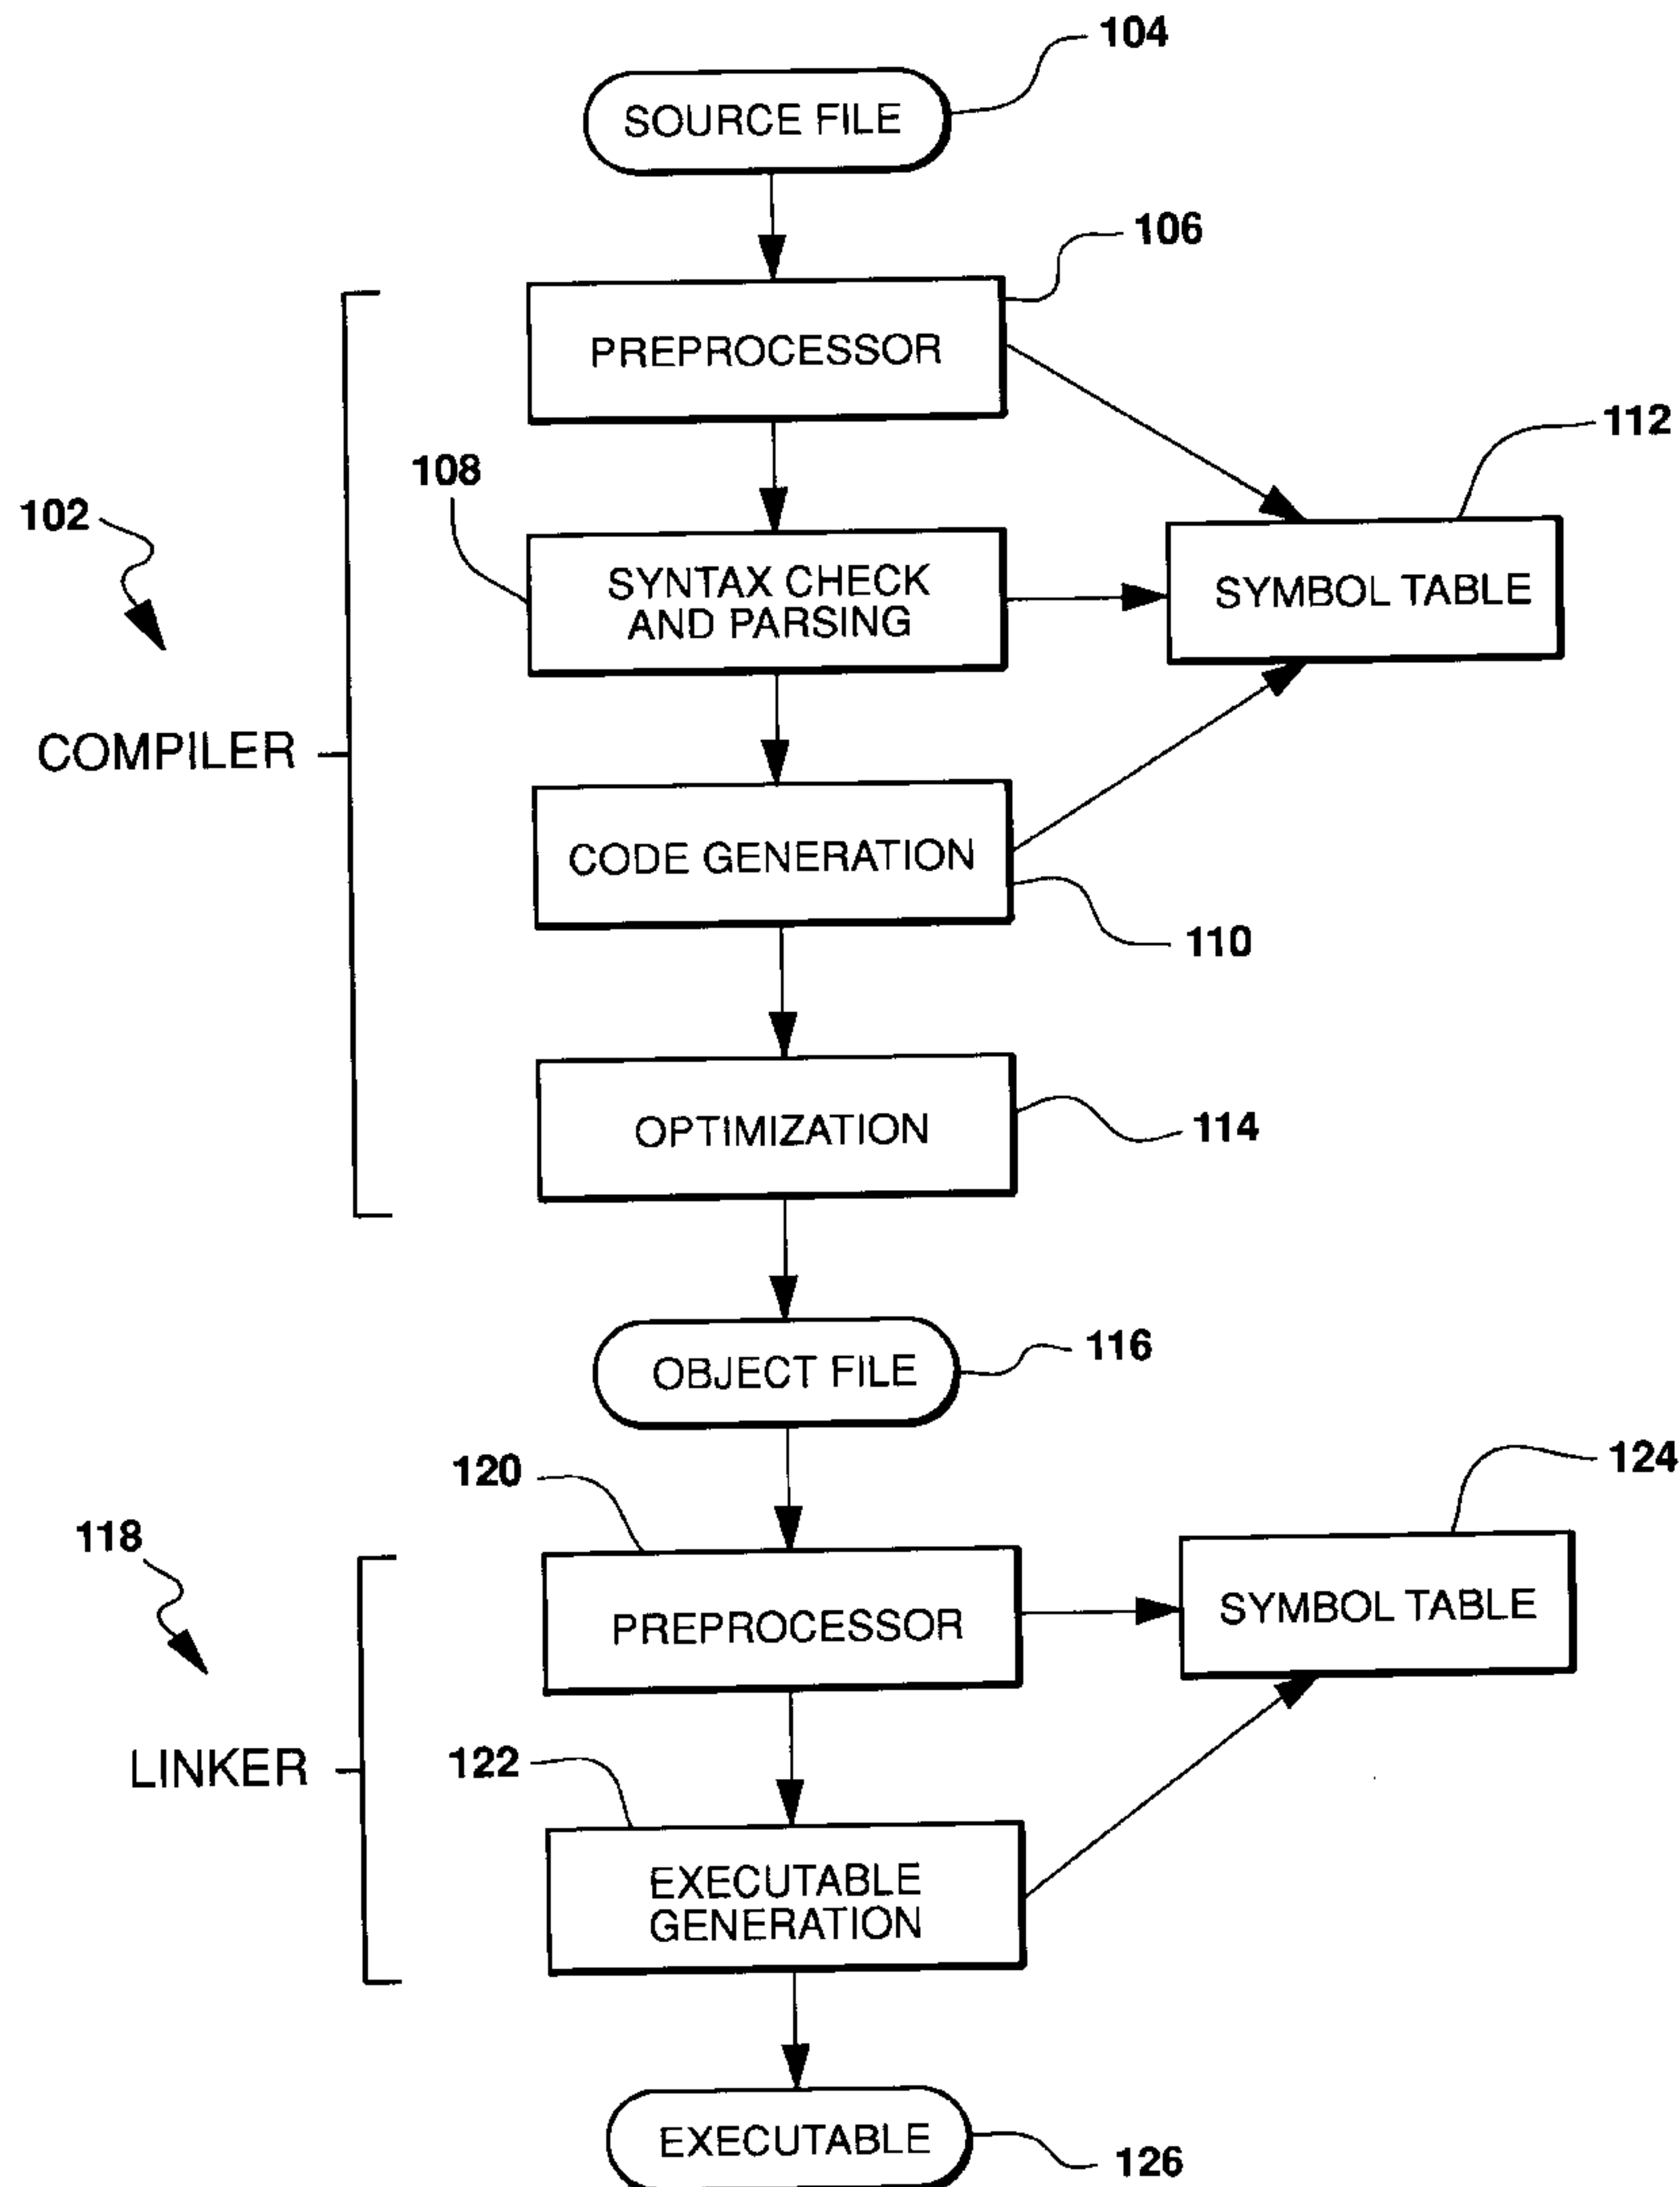 104
SOURCE FILE
106
PREPROCESSOR
112
108
102
SYNTAX CHECK
AND PARSING
SYMBOL TABLE
COMPILER
CODE GENERATION
110
OPTIMIZATION
114
OBJECT FILE
116
120
124
118
PREPROCESSOR
SYMBOL TABLE
LINKER
122
EXECUTABLE
GENERATION
EXECUTABLE
126